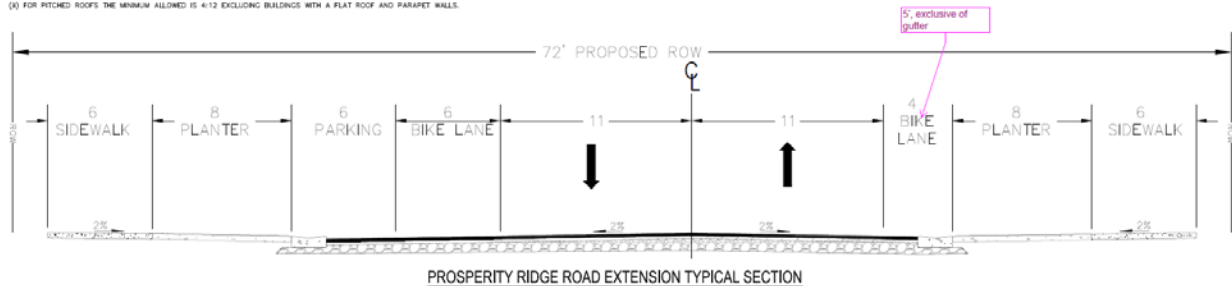 (X) FOR PITCHED ROOFS THE MINIMUM ALLOWED IS 4:12 EXCLUDING BUILDINGS WITH A FLAT ROOF AND PARAPET WALLS.
5', exclusive of
gutter
72' PROPOSED ROW
CL
ROW
6
SIDEWALK
8
PLANTER
6
PARKING
6
BIKE LANE
11
11
4
BIKE
LANE
8
PLANTER
6
SIDEWALK
ROW
2%
2%
2%
2%
PROSPERITY RIDGE ROAD EXTENSION TYPICAL SECTION